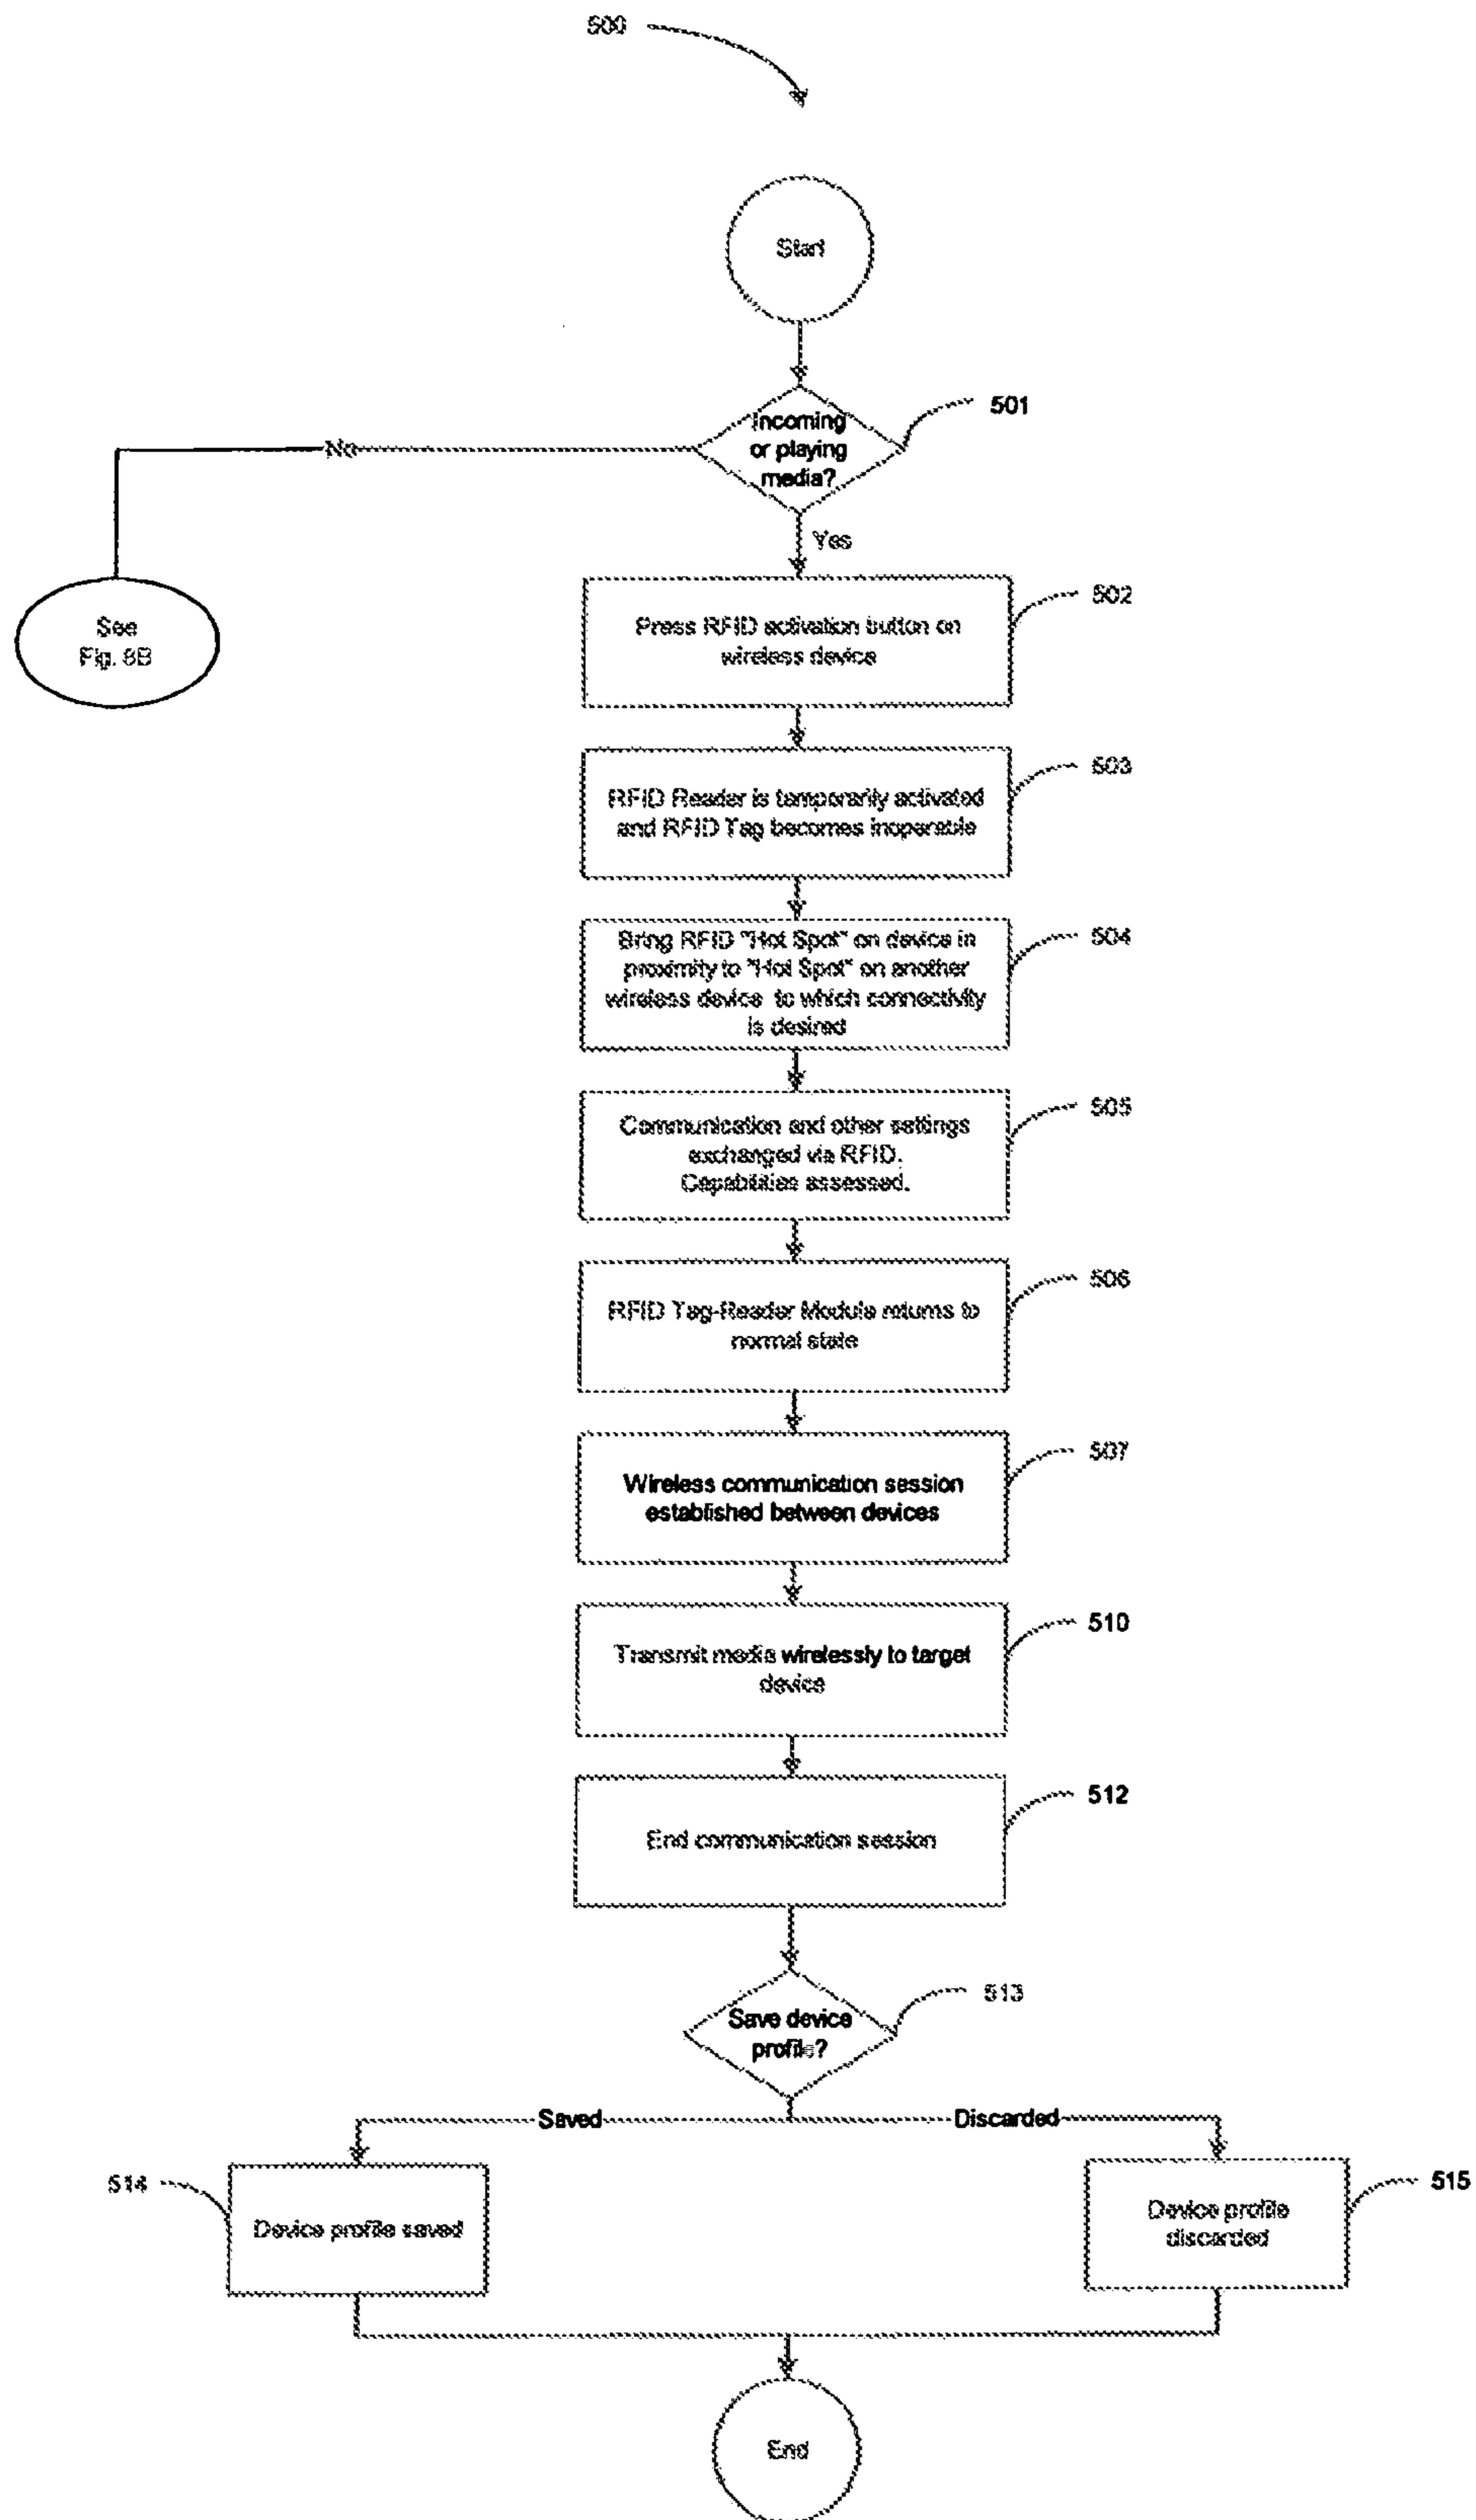 500
Start
Incoming
or playing
media?
501
No
Yes
See
Fig. 8B
Press RFID activation button on
wireless device
502
RFID Reader is temporarily activated
and RFID Tag becomes inoperable
503
Bring RFID "Hot Spot" on device in
proximity to "Hot Spot" on another
wireless device to which connectivity
is desired
504
Communication and other settings
exchanged via RFID.
Capabilities assessed.
505
RFID Tag-Reader Module returns to
normal state
506
Wireless communication session
established between devices
507
Transmit media wirelessly to target
device
510
End communication session
512
Save device
profile?
513
Saved
Discarded
514
Device profile saved
Device profile
discarded
515
End